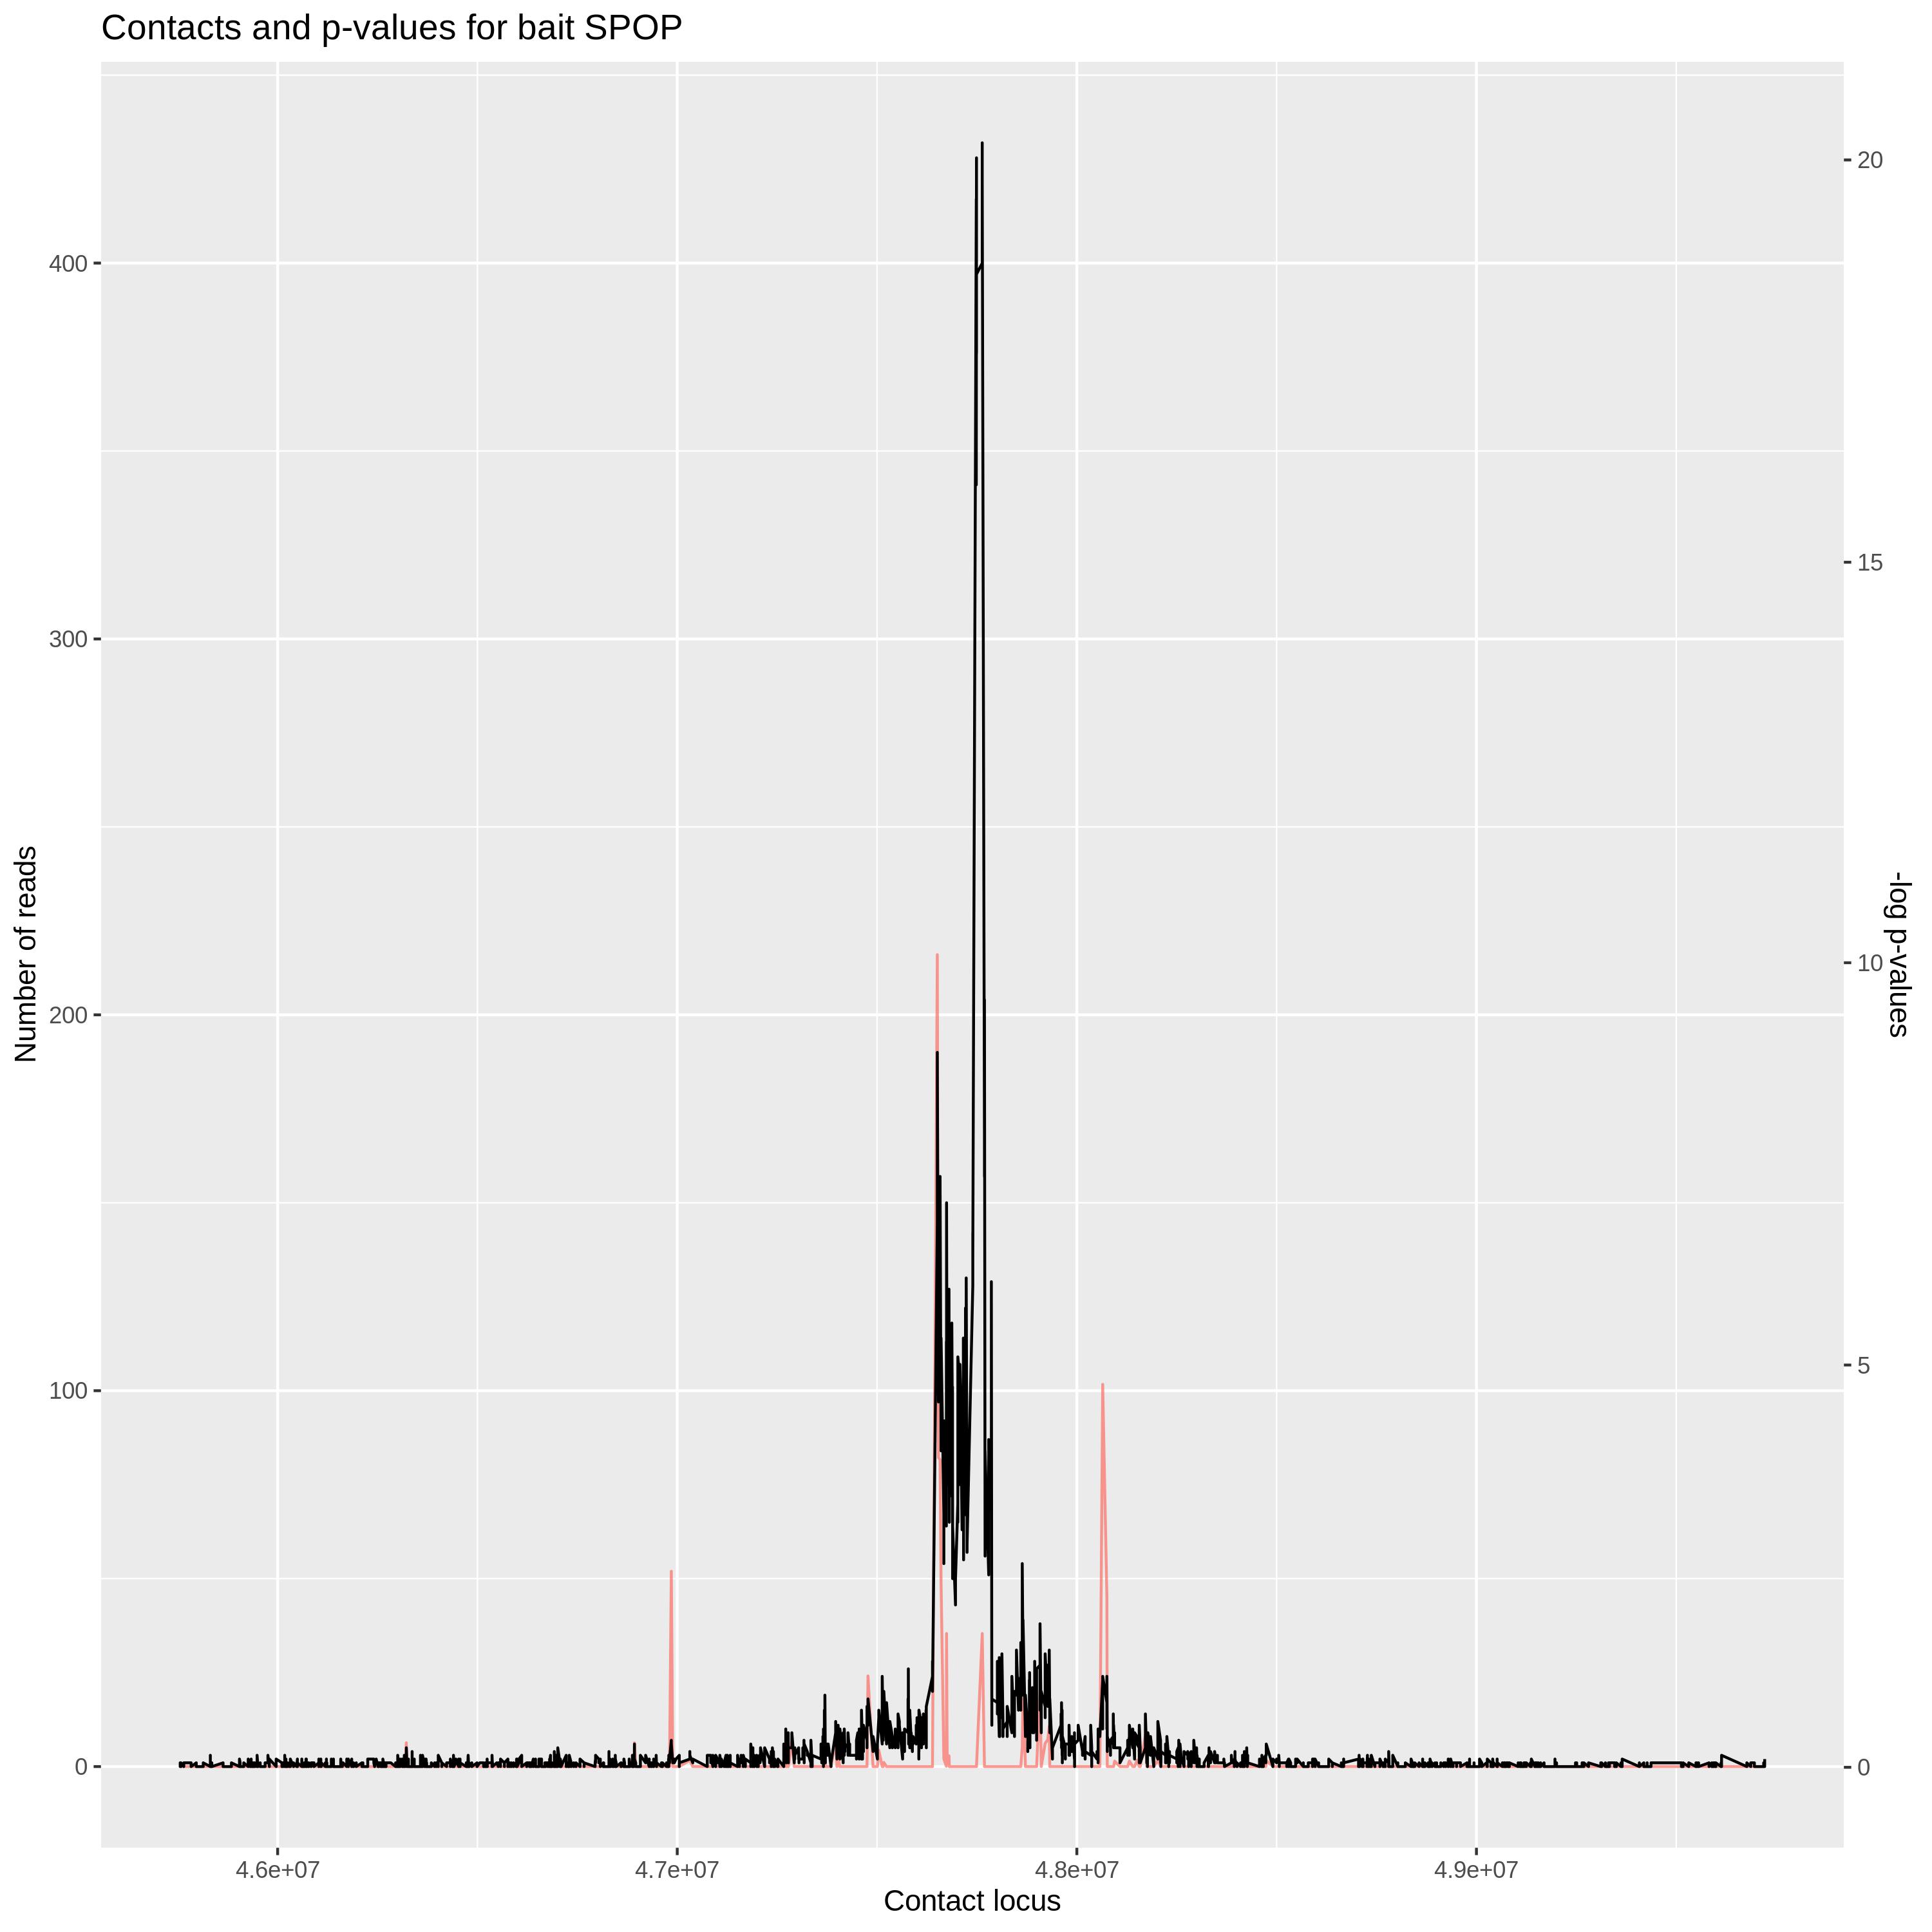 Contacts and p-values for bait SPOP
400
300
200
100
0
Number of reads
20
15
10
5
0
-log p-values
4.6e+07
4.7e+07
4.8e+07
4.9e+07
Contact locus